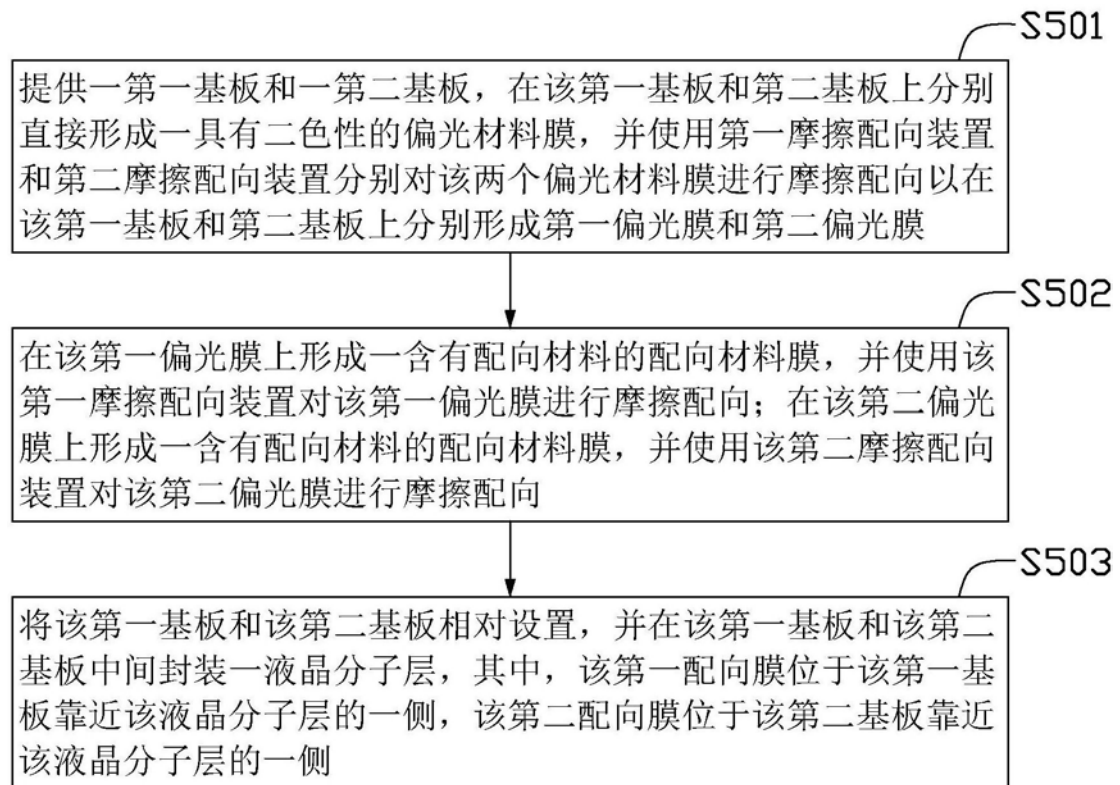 S501
提供一第一基板和一第二基板，在该第一基板和第二基板上分别
直接形成一具有二色性的偏光材料膜，并使用第一摩擦配向装置
和第二摩擦配向装置分别对该两个偏光材料膜进行摩擦配向以在
该第一基板和第二基板上分别形成第一偏光膜和第二偏光膜
S502
在该第一偏光膜上形成一含有配向材料的配向材料膜，并使用该
第一摩擦配向装置对该第一偏光膜进行摩擦配向；在该第二偏光
膜上形成一含有配向材料的配向材料膜，并使用该第二摩擦配向
装置对该第二偏光膜进行摩擦配向
S503
将该第一基板和该第二基板相对设置，并在该第一基板和该第二
基板中间封装一液晶分子层，其中，该第一配向膜位于该第一基
板靠近该液晶分子层的一侧，该第二配向膜位于该第二基板靠近
该液晶分子层的一侧